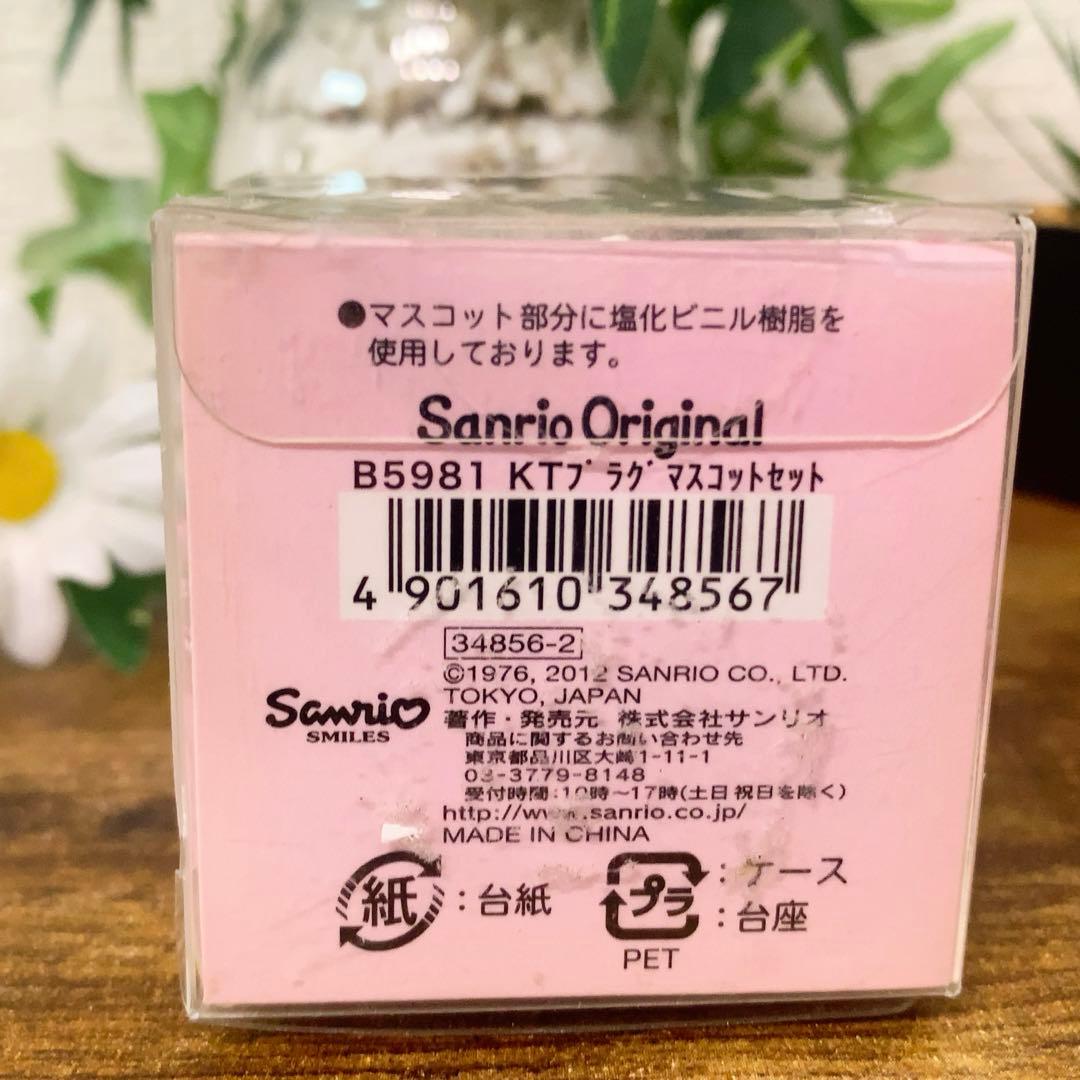 ●マスコット部分に塩化ビニル樹脂を
使用しております。
Sanrio Original
B5981 KTプラグマスコットセット
4 901610 348567
34856-2
©1976, 2012 SANRIO CO., LTD.
TOKYO, JAPAN
Sanrio
SMILES
著作・発売元 株式会社サンリオ
商品に関するお問い合わせ先
東京都品川区大崎1-11-1
03-3779-8148
受付時間:10時～17時(土日祝日を除く)
http://www.sanrio.co.jp/
MADE IN CHINA
紙:台紙
プラ:ケース
:台座
PET